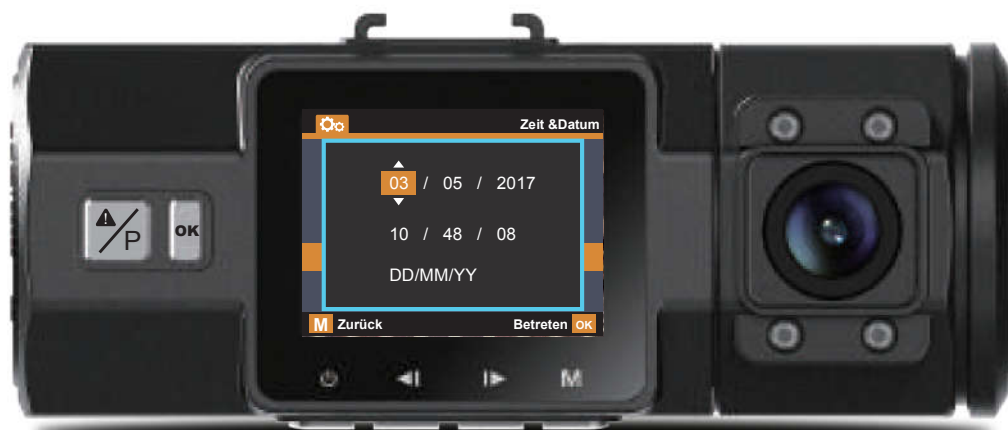 Zeit &Datum
03 / 05 / 2017
10 / 48 / 08
DD/MM/YY
M Zurück
Betreten OK
/P
OK
M